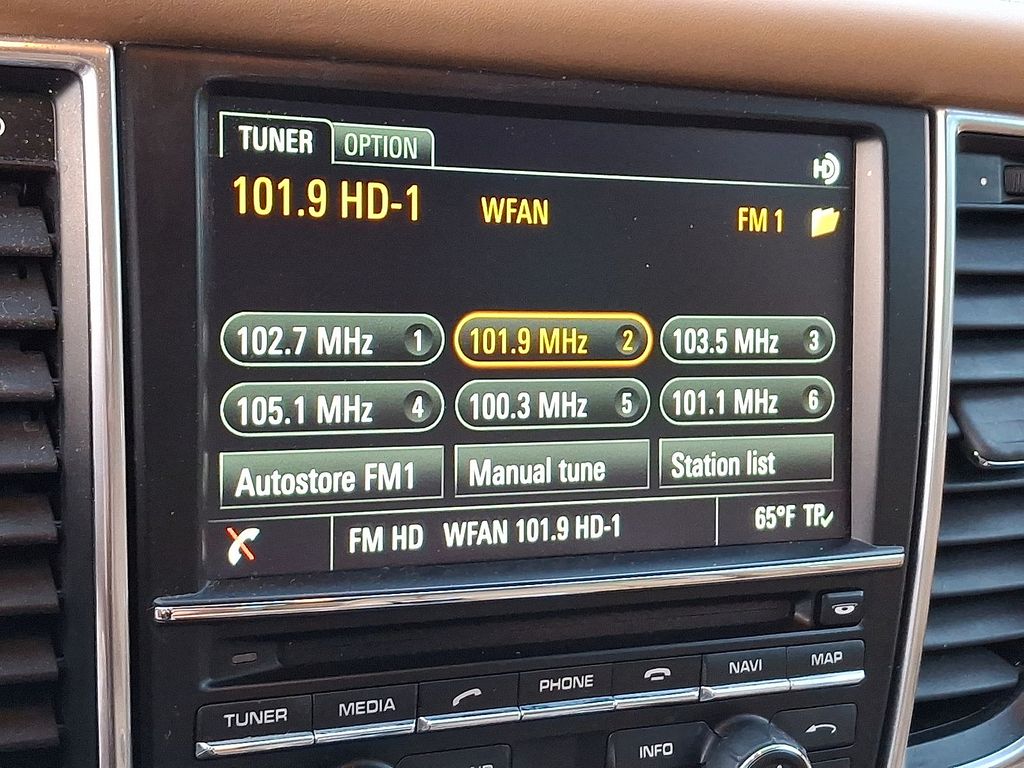 TUNER OPTION
HD
101.9 HD-1 WFAN FM 1
102.7 MHz 1 101.9 MHz 2 103.5 MHz 3
105.1 MHz 4 100.3 MHz 5 101.1 MHz 6
Autostore FM1 Manual tune Station list
FM HD WFAN 101.9 HD-1 65°F TP✓
TUNER MEDIA PHONE NAVI MAP
INFO